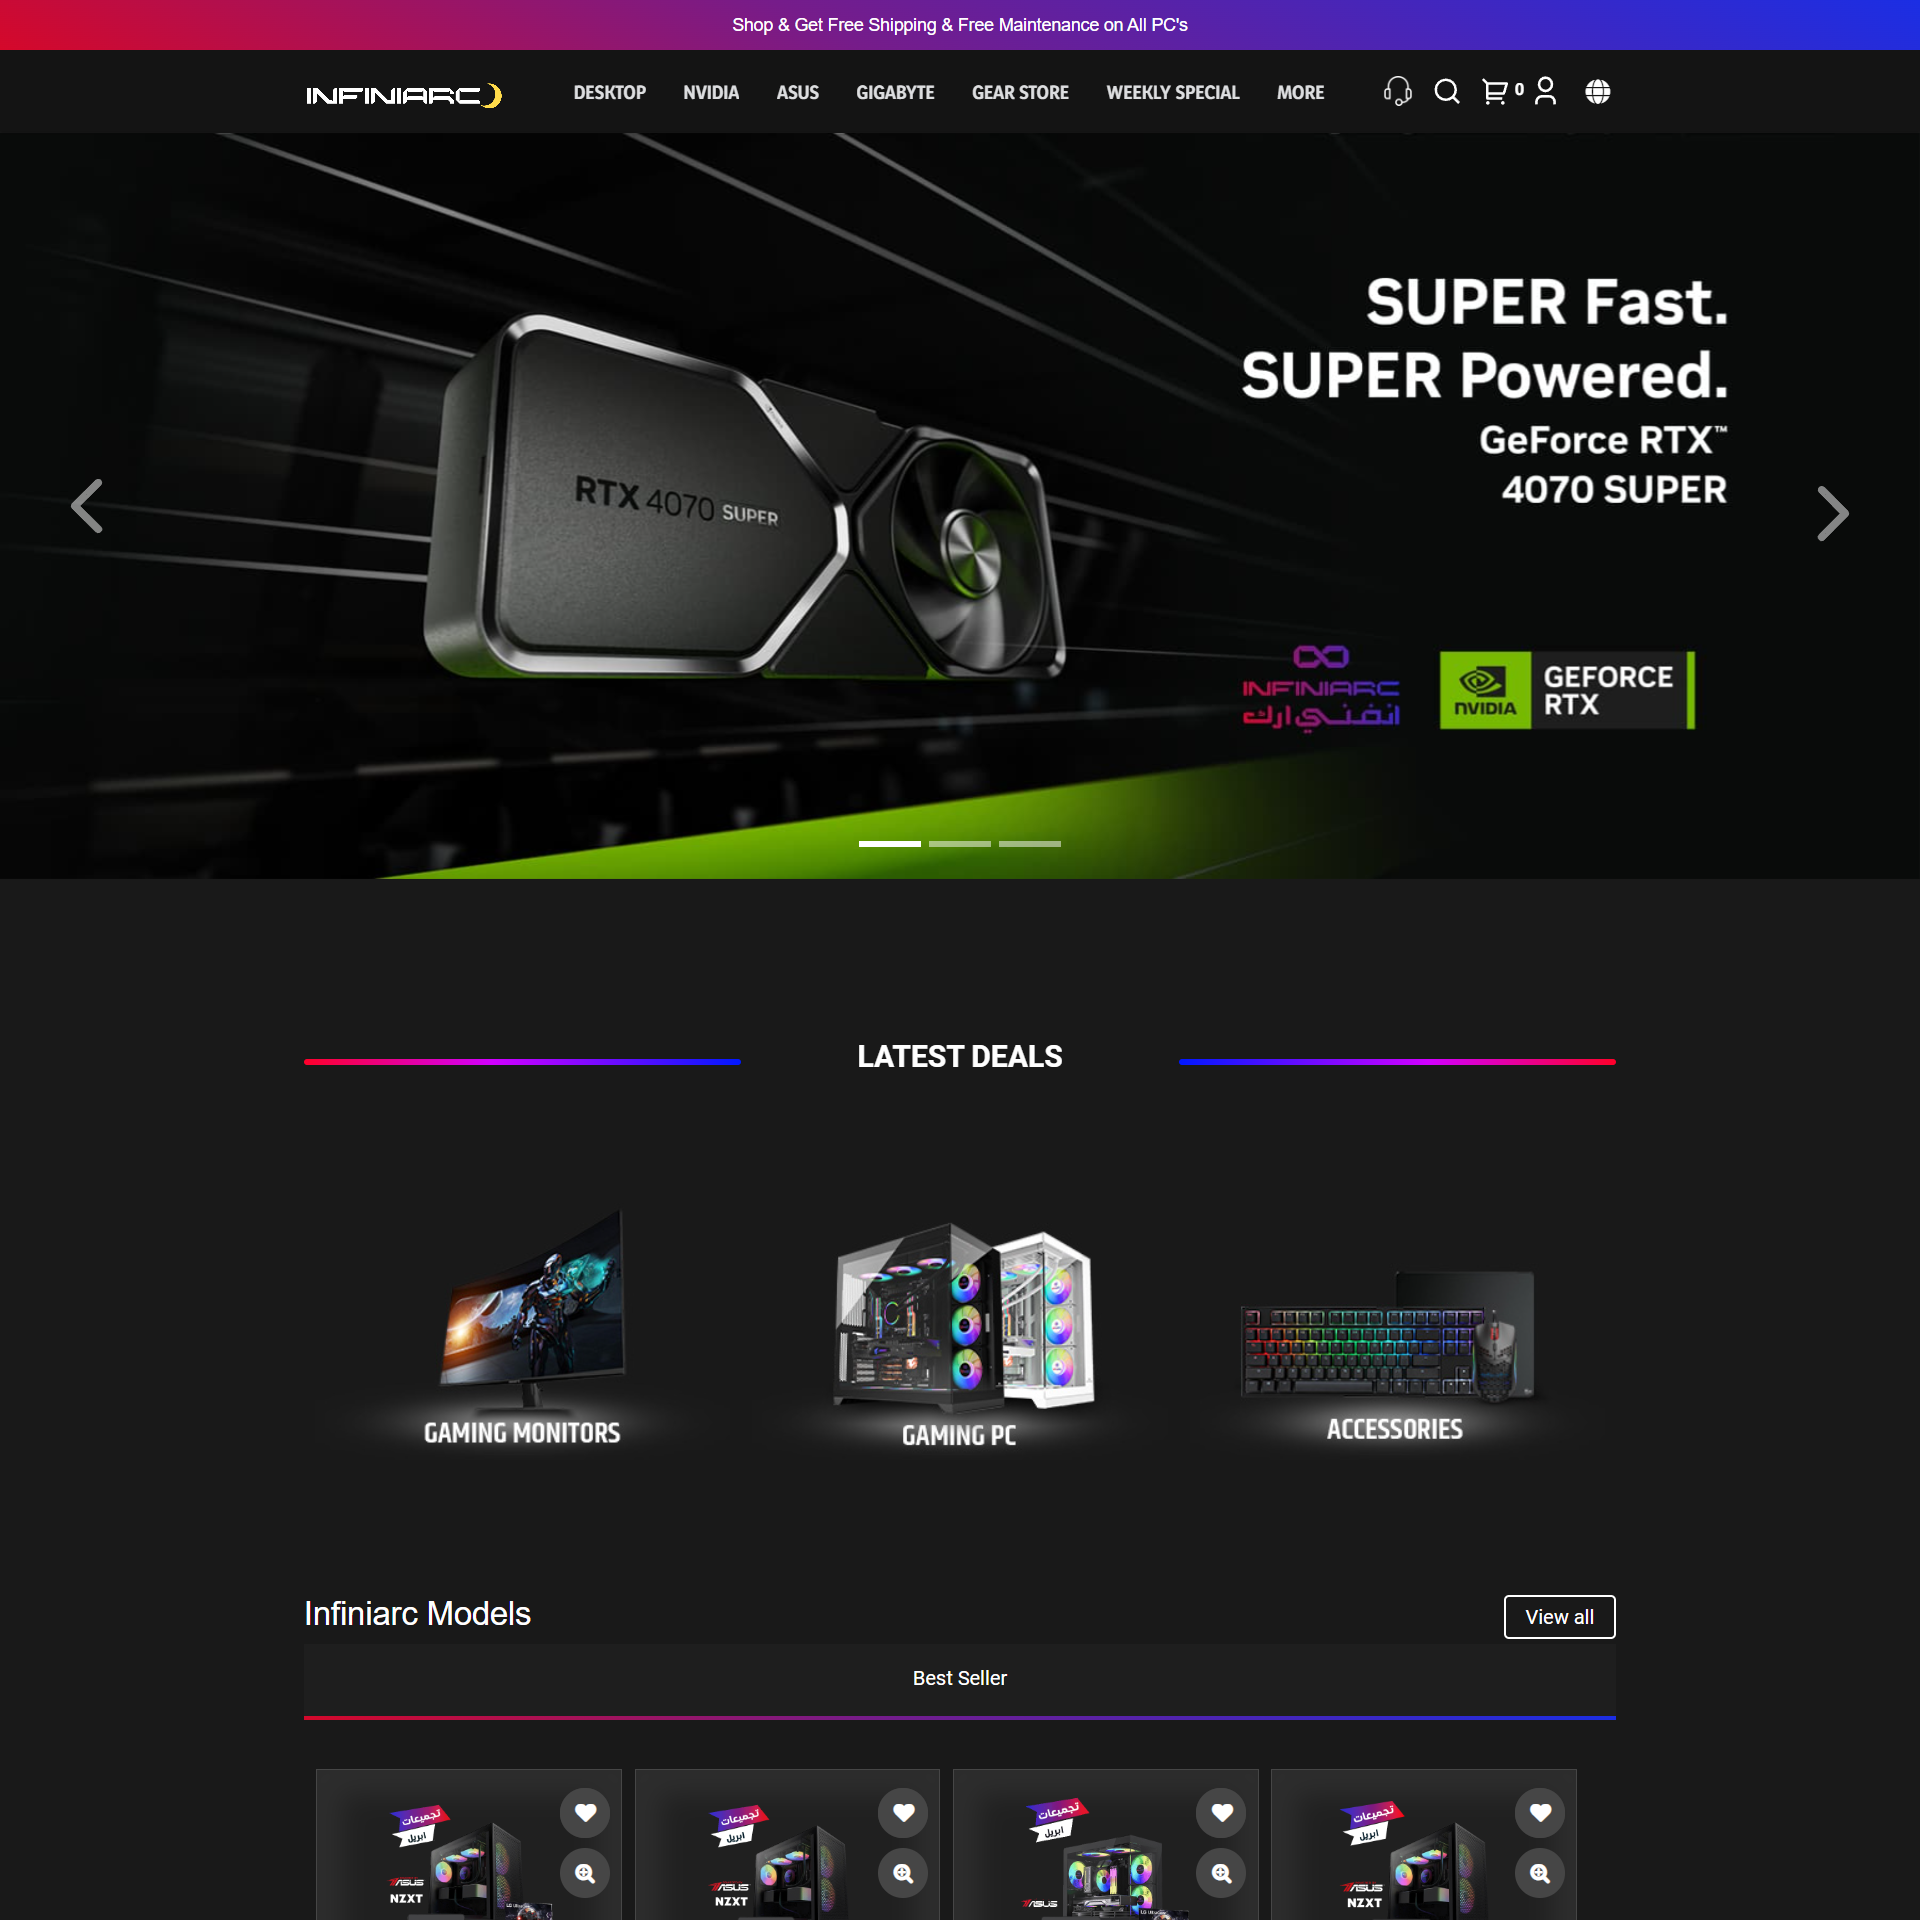 Shop & Get Free Shipping & Free Maintenance on All PC's
INFINIARC
DESKTOP NVIDIA ASUS GIGABYTE GEAR STORE WEEKLY SPECIAL MORE 0
SUPER Fast.
SUPER Powered.
GeForce RTX™
4070 SUPER
RTX 4070 SUPER
INFINIARC
انفني ارك
NVIDIA
GEFORCE
RTX
LATEST DEALS
GAMING MONITORS
GAMING PC
ACCESSORIES
Infiniarc Models
View all
Best Seller
تجميعات
ابريل
ASUS
NZXT
تجميعات
ابريل
ASUS
NZXT
تجميعات
ابريل
ASUS
تجميعات
ابريل
ASUS
NZXT